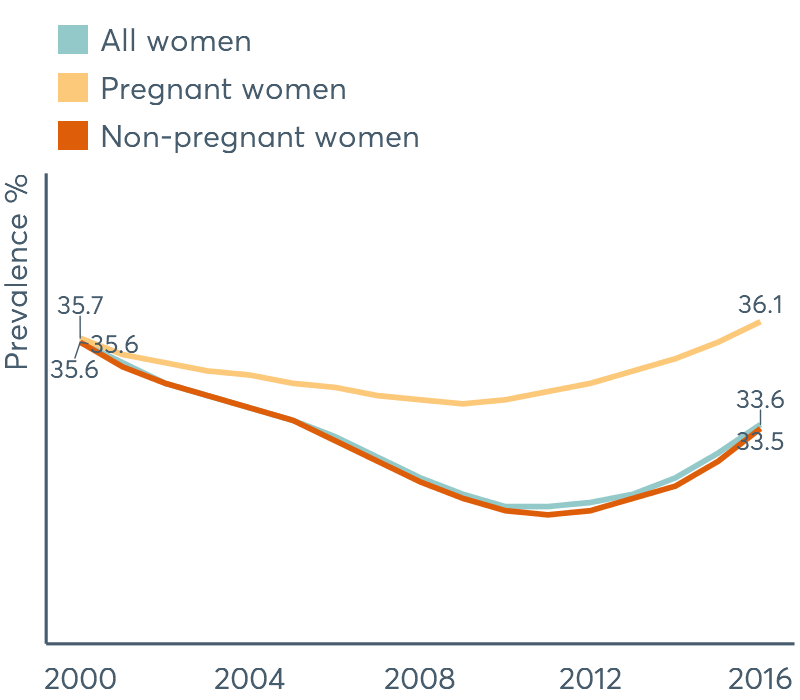 All women
Pregnant women
Non-pregnant women
Prevalence %
35.7
35.6
35.6
36.1
33.6
33.5
2000 2004 2008 2012 2016